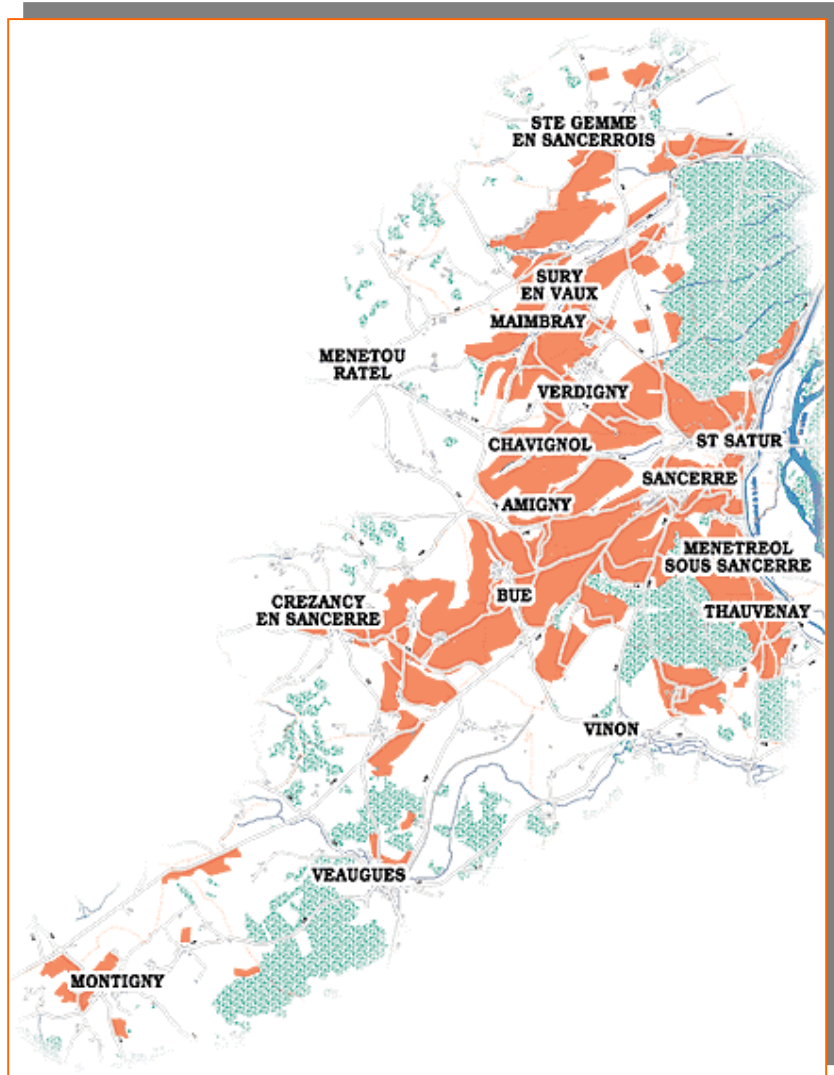 STE GEMME
EN SANCERROIS
SURY
EN VAUX
MAIMBRAY
MENETOU
RATEL
VERDIGNY
CHAVIGNOL
ST SATUR
SANCERRE
AMIGNY
MENETREOL
SOUS SANCERRE
BUE
CREZANCY
EN SANCERRE
THAUVENAY
VINON
VEAUGUES
MONTIGNY